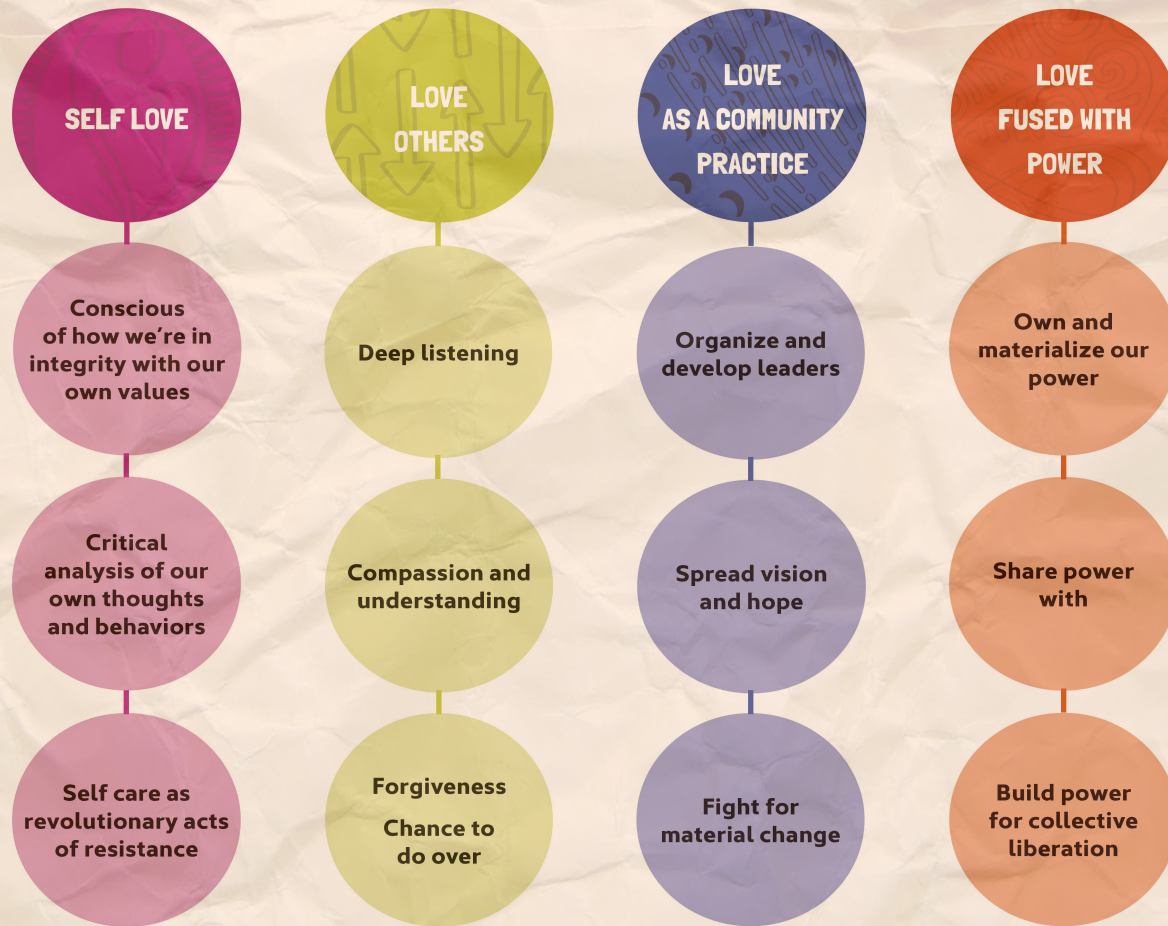 SELF LOVE
Conscious
of how we're in
integrity with our
own values
Critical
analysis of our
own thoughts
and behaviors
Self care as
revolutionary acts
of resistance
LOVE
OTHERS
Deep listening
Compassion and
understanding
Forgiveness
Chance to
do over
LOVE
AS A COMMUNITY
PRACTICE
Organize and
develop leaders
Spread vision
and hope
Fight for
material change
LOVE
FUSED WITH
POWER
Own and
materialize our
power
Share power
with
Build power
for collective
liberation